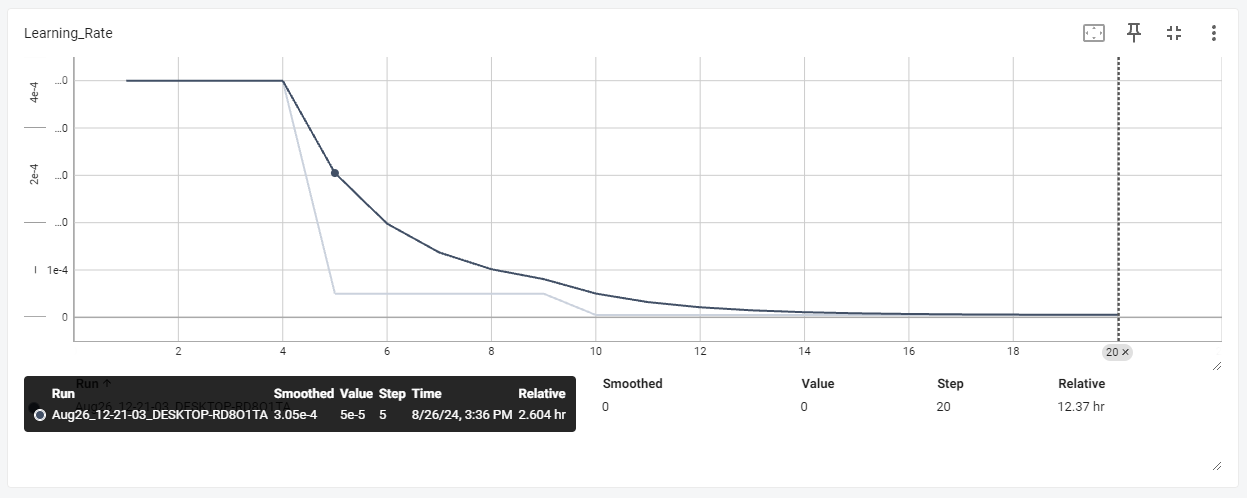 Learning_Rate
4e-4
...0
...0
2e-4
...0
...0
1e-4
0
2 4 6 8 10 12 14 16 18 20 ×
Run ↑ Smoothed Value Step Relative
Run Smoothed Value Step Time Relative
Aug26_12-21-03_DESKTOP-RD8O1TA 3.05e-4 5e-5 5 8/26/24, 3:36 PM 2.604 hr
0 0 20 12.37 hr